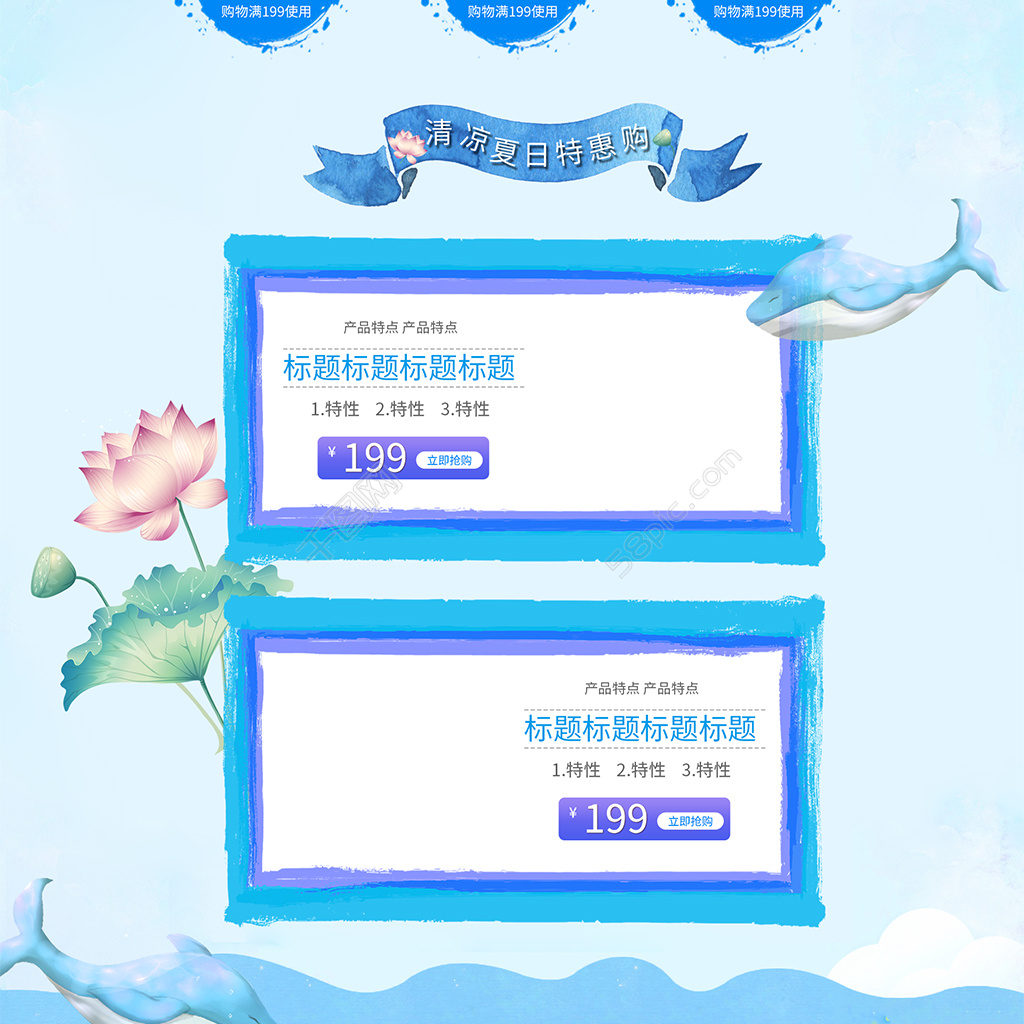 购物满199使用
购物满199使用
购物满199使用
清凉夏日特惠购
产品特点 产品特点
标题标题标题标题
1.特性 2.特性 3.特性
¥ 199 立即抢购
千图网
58pic.com
产品特点 产品特点
标题标题标题标题
1.特性 2.特性 3.特性
¥ 199 立即抢购